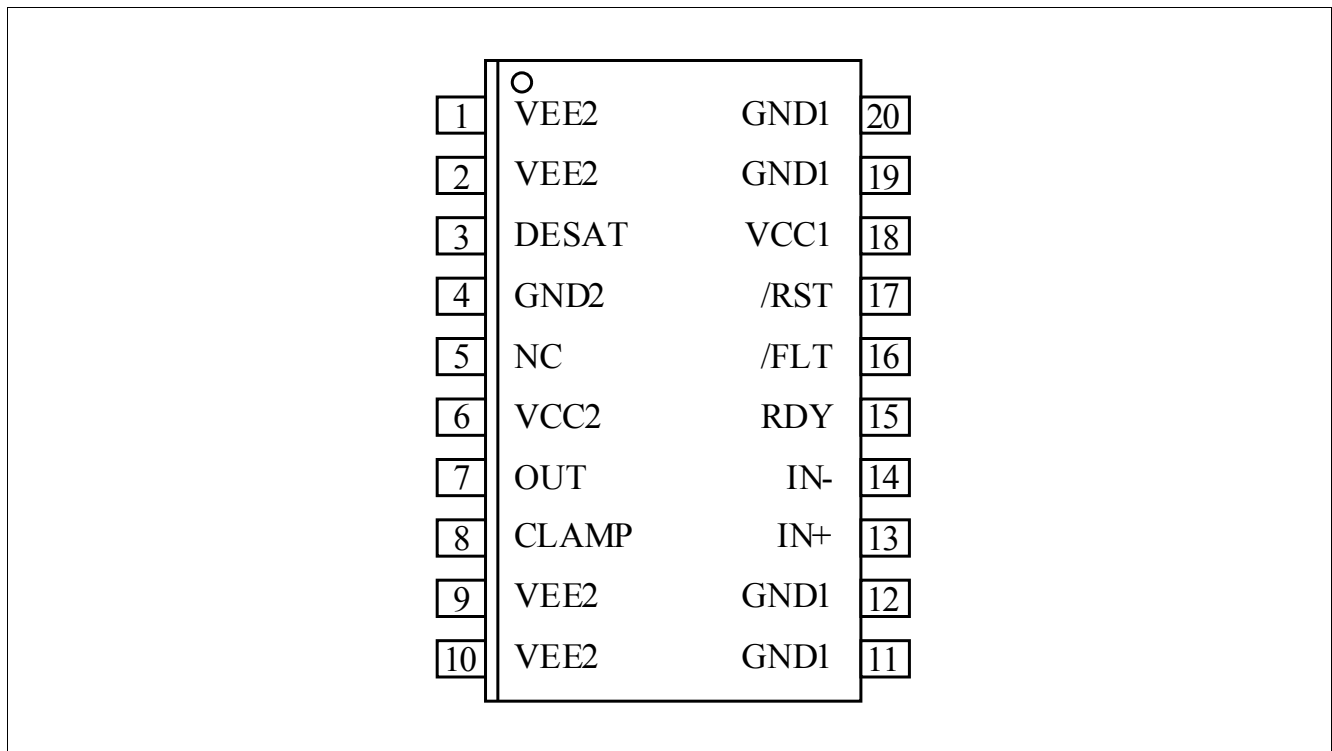 1 VEE2 GND1 20
2 VEE2 GND1 19
3 DESAT VCC1 18
4 GND2 /RST 17
5 NC /FLT 16
6 VCC2 RDY 15
7 OUT IN- 14
8 CLAMP IN+ 13
9 VEE2 GND1 12
10 VEE2 GND1 11